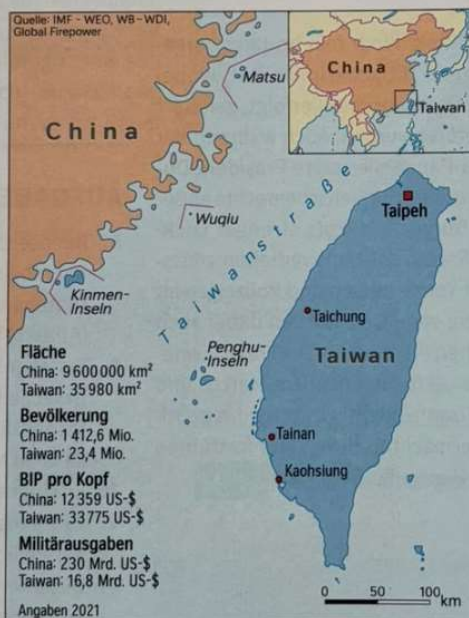 Quelle: IMF - WEO, WB - WDI,
Global Firepower
Matsu
China
China
Taiwan
Taipeh
Wuqiu
Taiwanstraße
Kinmen-
Inseln
Taichung
Penghu-
Inseln
Taiwan
Fläche
China: 9 600 000 km²
Taiwan: 35 980 km²
Tainan
Bevölkerung
China: 1 412,6 Mio.
Taiwan: 23,4 Mio.
Kaohsiung
BIP pro Kopf
China: 12 359 US-$
Taiwan: 33 775 US-$
Militärausgaben
China: 230 Mrd. US-$
Taiwan: 16,8 Mrd. US-$
0 50 100
km
Angaben 2021